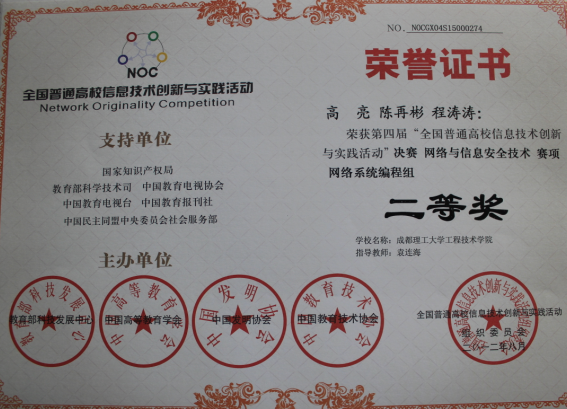 NO. NOCGX04S15000274
NOC
全国普通高校信息技术创新与实践活动
Network Originality Competition
支持单位
国家知识产权局
教育部科学技术司 中国教育电视协会
中国教育电视台 中国教育报刊社
中国民主同盟中央委员会社会服务部
主办单位
教育部科技发展中心
中国高等教育学会
中国发明协会
中国教育技术协会
荣誉证书
高 亮 陈再彬 程涛涛:
荣获第四届“全国普通高校信息技术创新
与实践活动”决赛 网络与信息安全技术 赛项
网络系统编程组
二等奖
学校名称: 成都理工大学工程技术学院
指导教师: 袁连海
全国普通高校信息技术创新与实践活动
组织委员会
二〇一二年八月